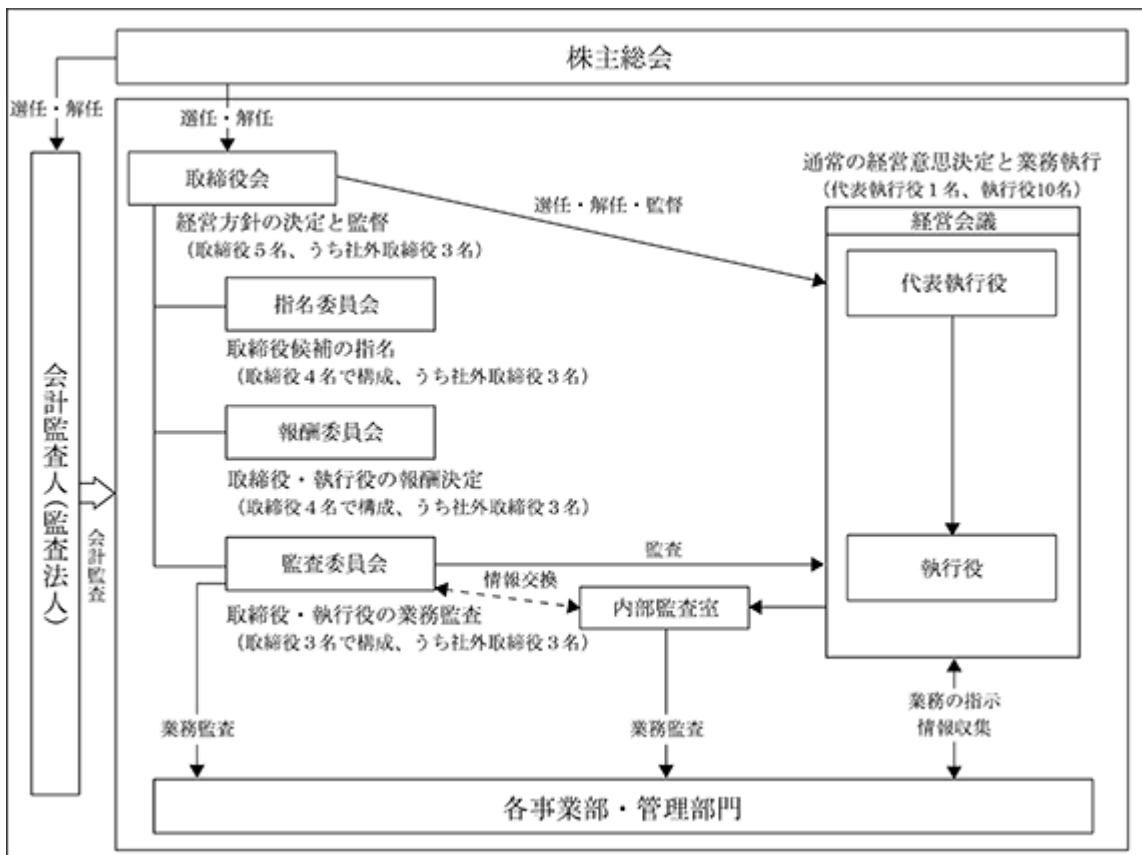 株主総会
選任・解任
選任・解任
取締役会
経営方針の決定と監督
（取締役５名、うち社外取締役３名）
選任・解任・監督
通常の経営意思決定と業務執行
（代表執行役１名、執行役10名）
経営会議
代表執行役
指名委員会
取締役候補の指名
（取締役４名で構成、うち社外取締役３名）
報酬委員会
取締役・執行役の報酬決定
（取締役４名で構成、うち社外取締役３名）
会計監査人（監査法人）
会計監査
監査委員会
監査
執行役
情報交換
内部監査室
取締役・執行役の業務監査
（取締役３名で構成、うち社外取締役３名）
業務監査
業務監査
業務の指示
情報収集
各事業部・管理部門